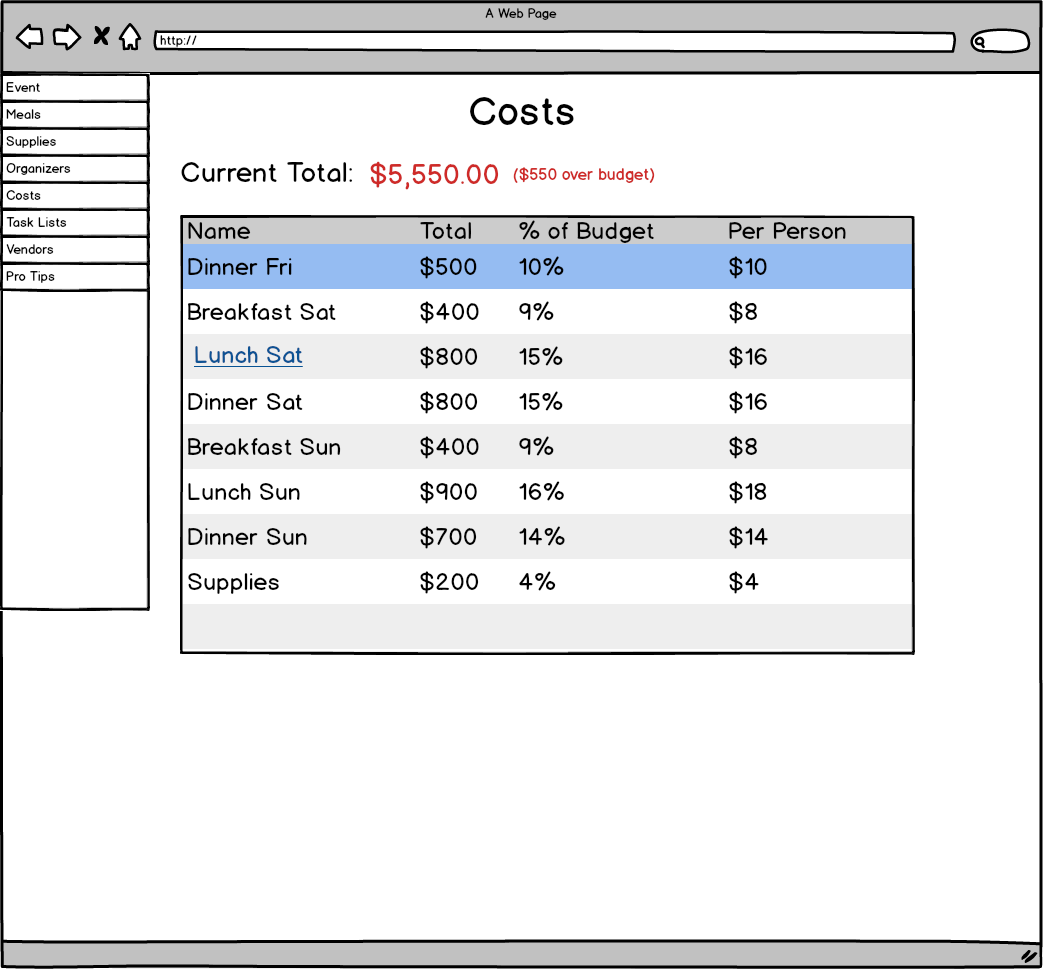 A Web Page
http://
Event
Meals
Supplies
Organizers
Costs
Task Lists
Vendors
Pro Tips
Costs
Current Total: $5,550.00 ($550 over budget)
Name Total % of Budget Per Person
Dinner Fri $500 10% $10
Breakfast Sat $400 9% $8
Lunch Sat $800 15% $16
Dinner Sat $800 15% $16
Breakfast Sun $400 9% $8
Lunch Sun $900 16% $18
Dinner Sun $700 14% $14
Supplies $200 4% $4